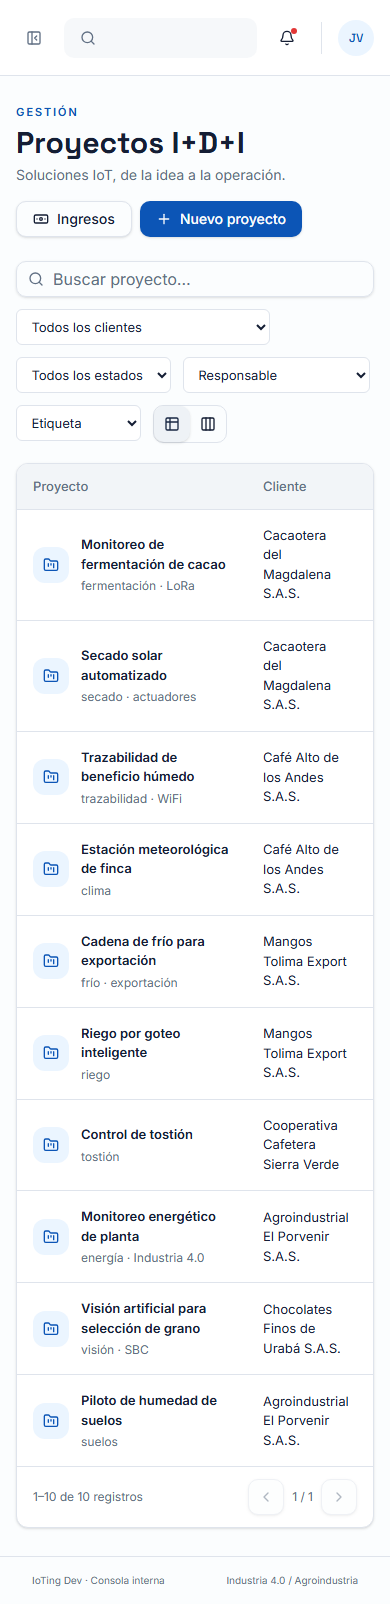 JV
GESTIÓN
Proyectos I+D+I
Soluciones IoT, de la idea a la operación.
Ingresos
Nuevo proyecto
Buscar proyecto...
Todos los clientes
Todos los estados
Responsable
Etiqueta
Proyecto
Cliente
Monitoreo de
fermentación de cacao
fermentación · LoRa
Cacaotera
del
Magdalena
S.A.S.
Secado solar
automatizado
secado · actuadores
Cacaotera
del
Magdalena
S.A.S.
Trazabilidad de
beneficio húmedo
trazabilidad · WiFi
Café Alto de
los Andes
S.A.S.
Estación meteorológica
de finca
clima
Café Alto de
los Andes
S.A.S.
Cadena de frío para
exportación
frío · exportación
Mangos
Tolima Export
S.A.S.
Riego por goteo
inteligente
riego
Mangos
Tolima Export
S.A.S.
Control de tostión
tostión
Cooperativa
Cafetera
Sierra Verde
Monitoreo energético
de planta
energía · Industria 4.0
Agroindustrial
El Porvenir
S.A.S.
Visión artificial para
selección de grano
visión · SBC
Chocolates
Finos de
Urabá S.A.S.
Piloto de humedad de
suelos
suelos
Agroindustrial
El Porvenir
S.A.S.
1–10 de 10 registros
1 / 1
IoTing Dev · Consola interna
Industria 4.0 / Agroindustria